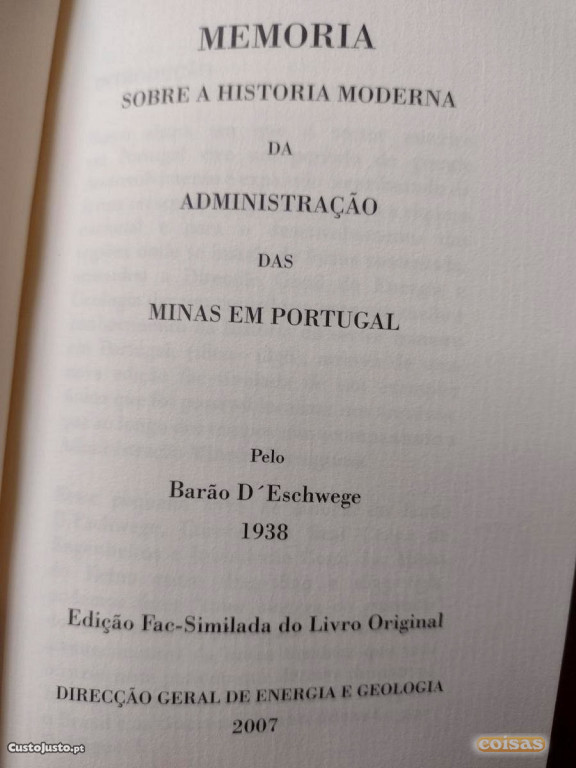 MEMORIA
SOBRE A HISTORIA MODERNA
DA
ADMINISTRAÇÃO
DAS
MINAS EM PORTUGAL
Pelo
Barão D´Eschwege
1938
Edição Fac-Similada do Livro Original
DIRECÇÃO GERAL DE ENERGIA E GEOLOGIA
2007
CustoJusto.pt
coisas